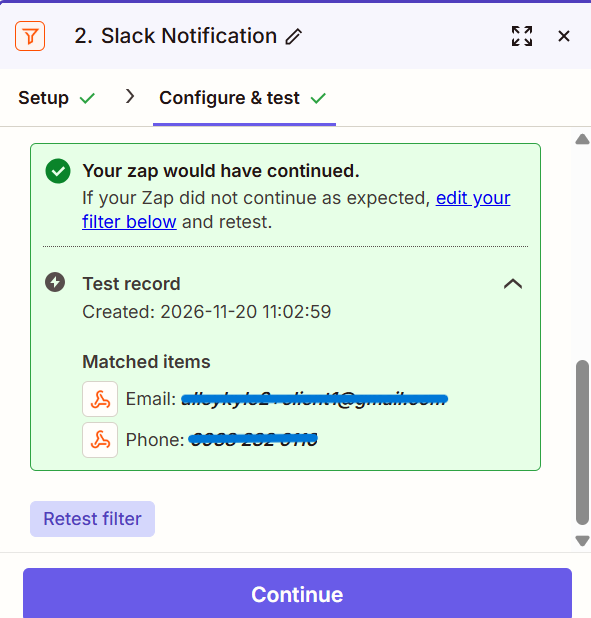 2. Slack Notification
Setup
Configure & test
Your zap would have continued.
If your Zap did not continue as expected, edit your
filter below and retest.
Test record
Created: 2026-11-20 11:02:59
Matched items
Email:
Phone:
Retest filter
Continue